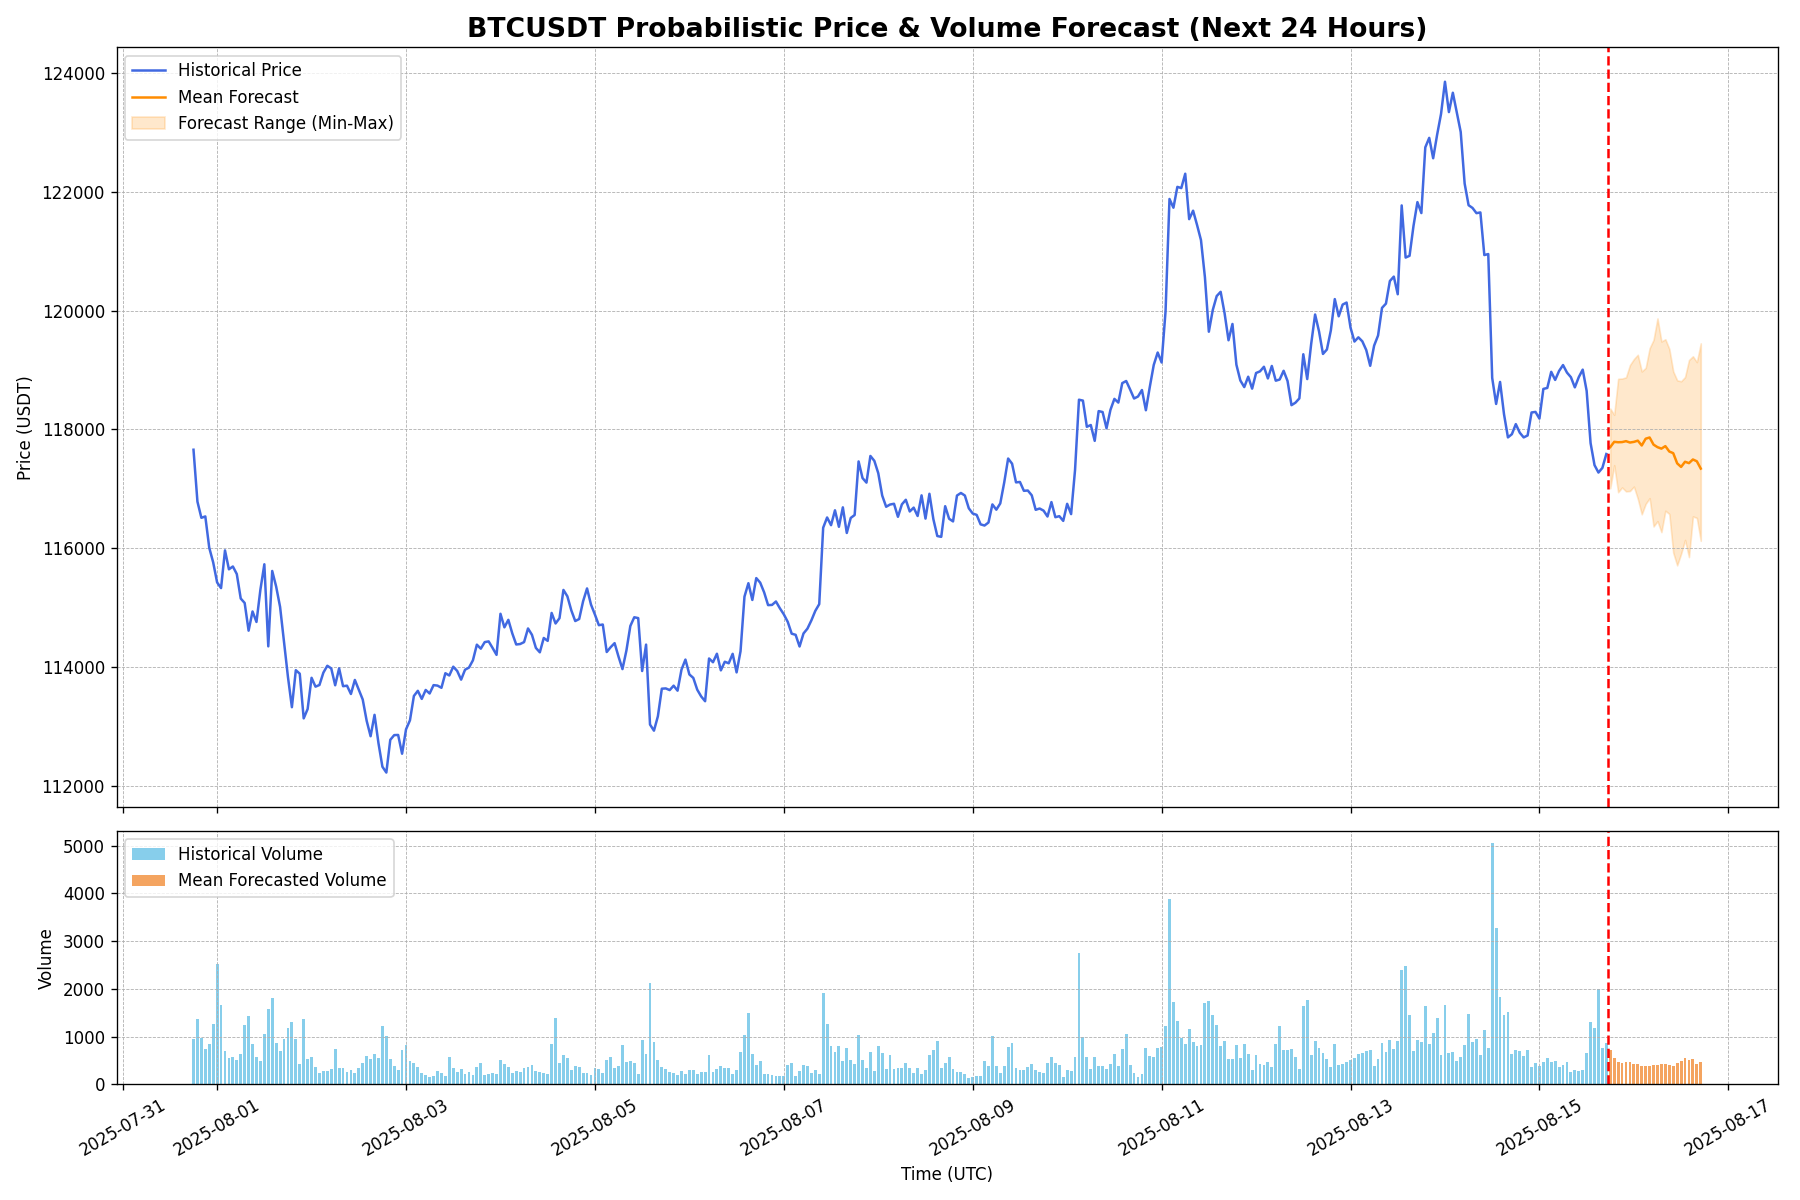 BTCUSDT Probabilistic Price & Volume Forecast (Next 24 Hours)
Historical Price
Mean Forecast
Forecast Range (Min-Max)
Price (USDT)
124000
122000
120000
118000
116000
114000
112000
Historical Volume
Mean Forecasted Volume
Volume
5000
4000
3000
2000
1000
0
2025-07-31
2025-08-01
2025-08-03
2025-08-05
2025-08-07
2025-08-09
2025-08-11
2025-08-13
2025-08-15
2025-08-17
Time (UTC)